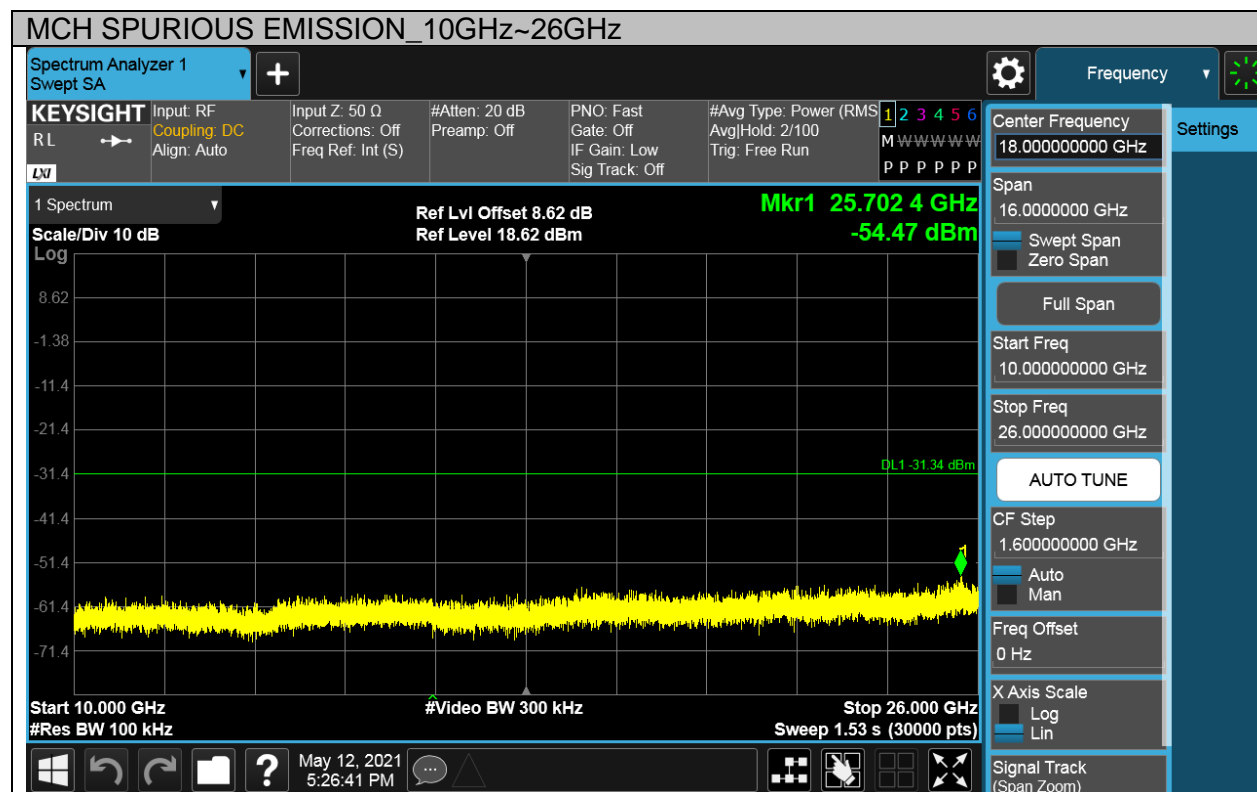 MCH SPURIOUS EMISSION_10GHz~26GHz
Spectrum Analyzer 1
Swept SA
Frequency
KEYSIGHT
RL
LXI
Input: RF
Coupling: DC
Align: Auto
Input Z: 50 Ω
Corrections: Off
Freq Ref: Int (S)
#Atten: 20 dB
Preamp: Off
PNO: Fast
Gate: Off
IF Gain: Low
Sig Track: Off
#Avg Type: Power (RMS
Avg|Hold: 2/100
Trig: Free Run
1 2 3 4 5 6
M W W W W W
P P P P P P
1 Spectrum
Scale/Div 10 dB
Ref Lvl Offset 8.62 dB
Ref Level 18.62 dBm
Mkr1 25.702 4 GHz
-54.47 dBm
Log
8.62
-1.38
-11.4
-21.4
-31.4
DL1 -31.34 dBm
-41.4
-51.4
1
-61.4
-71.4
Start 10.000 GHz
#Video BW 300 kHz
Stop 26.000 GHz
#Res BW 100 kHz
Sweep 1.53 s (30000 pts)
?
May 12, 2021
5:26:41 PM
Center Frequency
18.000000000 GHz
Settings
Span
16.0000000 GHz
Swept Span
Zero Span
Full Span
Start Freq
10.000000000 GHz
Stop Freq
26.000000000 GHz
AUTO TUNE
CF Step
1.600000000 GHz
Auto
Man
Freq Offset
0 Hz
X Axis Scale
Log
Lin
Signal Track
(Span Zoom)